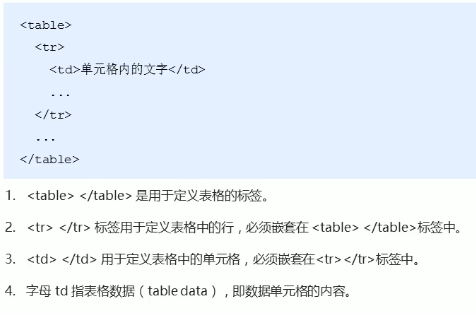 <table>
<tr>
<td>单元格内的文字</td>
...
</tr>
...
</table>
1. <table> </table> 是用于定义表格的标签。
2. <tr> </tr> 标签用于定义表格中的行，必须嵌套在 <table> </table>标签中。
3. <td> </td> 用于定义表格中的单元格，必须嵌套在<tr></tr>标签中。
4. 字母 td 指表格数据（table data），即数据单元格的内容。